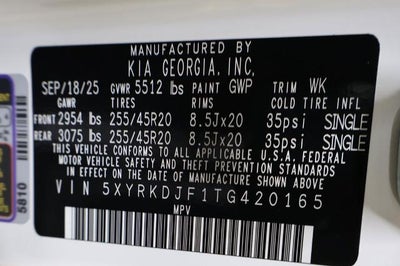 MANUFACTURED BY
KIA GEORGIA, INC,
SEP/18/25 GVWR 5512 lbs PAINT GWP TRIM WK
GAWR TIRES RIMS COLD TIRE INFL
FRONT 2954 lbs 255/45R20 8.5Jx20 35psi SINGLE
REAR 3075 lbs 255/45R20 8.5Jx20 35psi SINGLE
THIS VEHICLE CONFORMS TO ALL APPLICABLE U.S.A. FEDERAL
MOTOR VEHICLE SAFETY AND THEFT PREVENTION STANDARDS
IN EFFECT ON THE DATE OF MANUFACTURE SHOWN ABOVE
VIN 5XYRKDJF1TG420165
MPV
5810